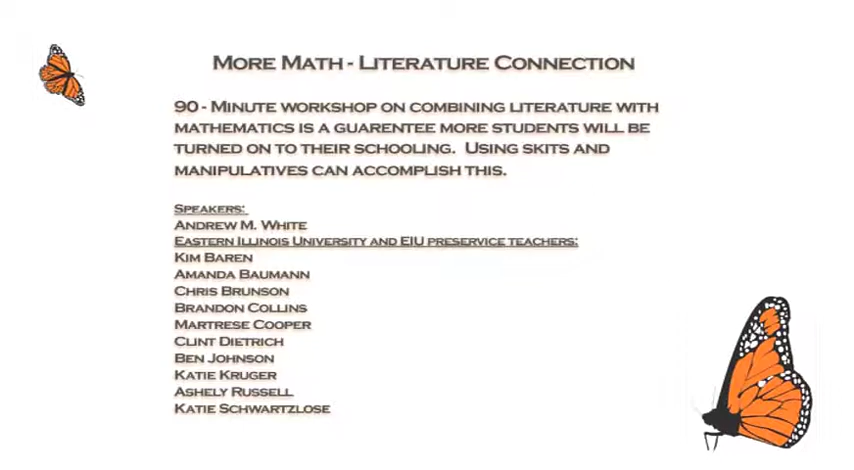 More Math - Literature Connection
90 - Minute workshop on combining literature with
mathematics is a guarentee more students will be
turned on to their schooling. Using skits and
manipulatives can accomplish this.
Speakers:
Andrew M. White
Eastern Illinois University and EIU preservice teachers:
Kim Baren
Amanda Baumann
Chris Brunson
Brandon Collins
Martrese Cooper
Clint Dietrich
Ben Johnson
Katie Kruger
Ashely Russell
Katie Schwartzlose